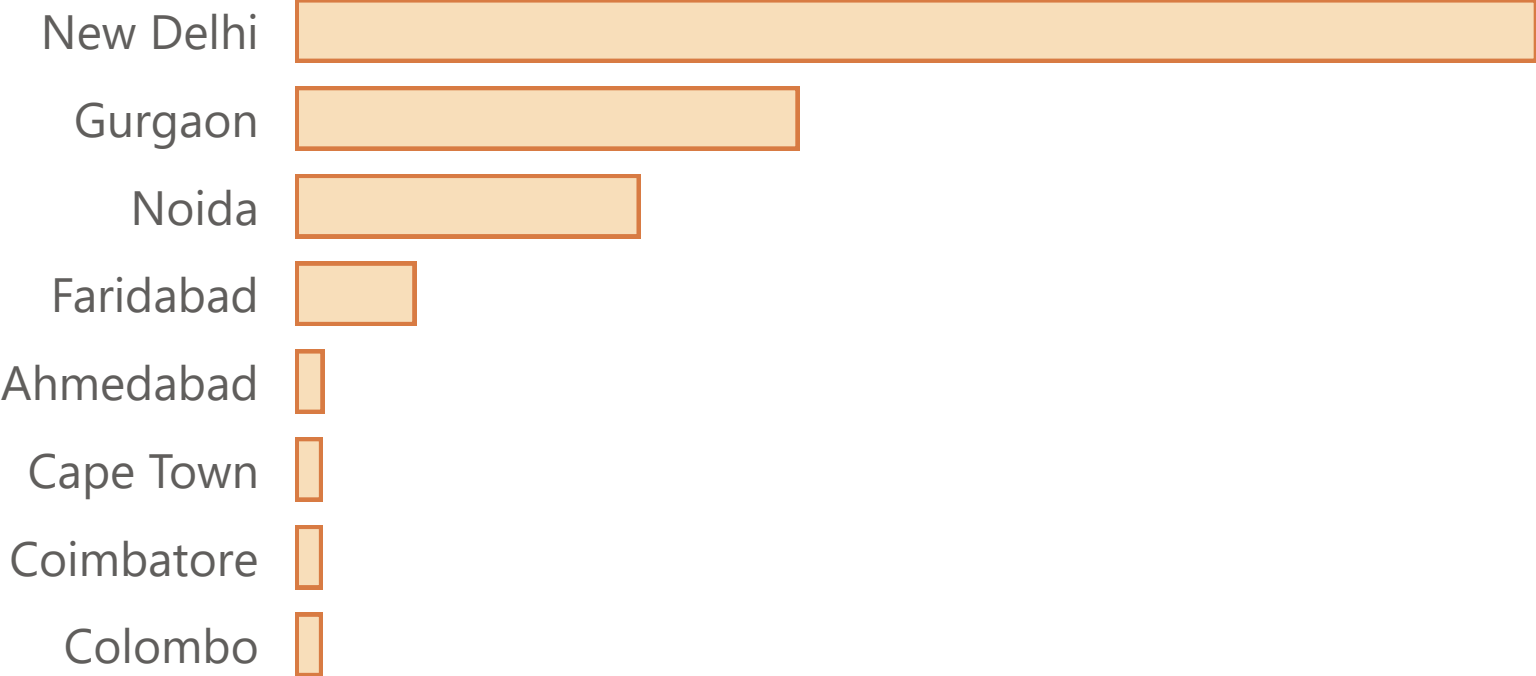 New Delhi
Gurgaon
Noida
Faridabad
Ahmedabad
Cape Town
Coimbatore
Colombo